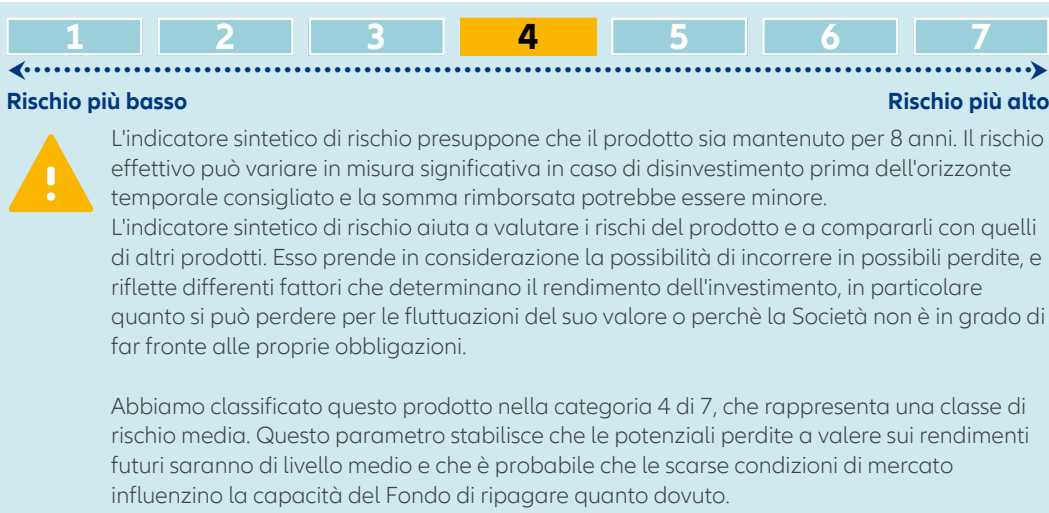 1 2 3 4 5 6 7
Rischio più basso Rischio più alto
L'indicatore sintetico di rischio presuppone che il prodotto sia mantenuto per 8 anni. Il rischio
effettivo può variare in misura significativa in caso di disinvestimento prima dell'orizzonte
temporale consigliato e la somma rimborsata potrebbe essere minore.
L'indicatore sintetico di rischio aiuta a valutare i rischi del prodotto e a compararli con quelli
di altri prodotti. Esso prende in considerazione la possibilità di incorrere in possibili perdite, e
riflette differenti fattori che determinano il rendimento dell'investimento, in particolare
quanto si può perdere per le fluttuazioni del suo valore o perchè la Società non è in grado di
far fronte alle proprie obbligazioni.
Abbiamo classificato questo prodotto nella categoria 4 di 7, che rappresenta una classe di
rischio media. Questo parametro stabilisce che le potenziali perdite a valere sui rendimenti
futuri saranno di livello medio e che è probabile che le scarse condizioni di mercato
influenzino la capacità del Fondo di ripagare quanto dovuto.